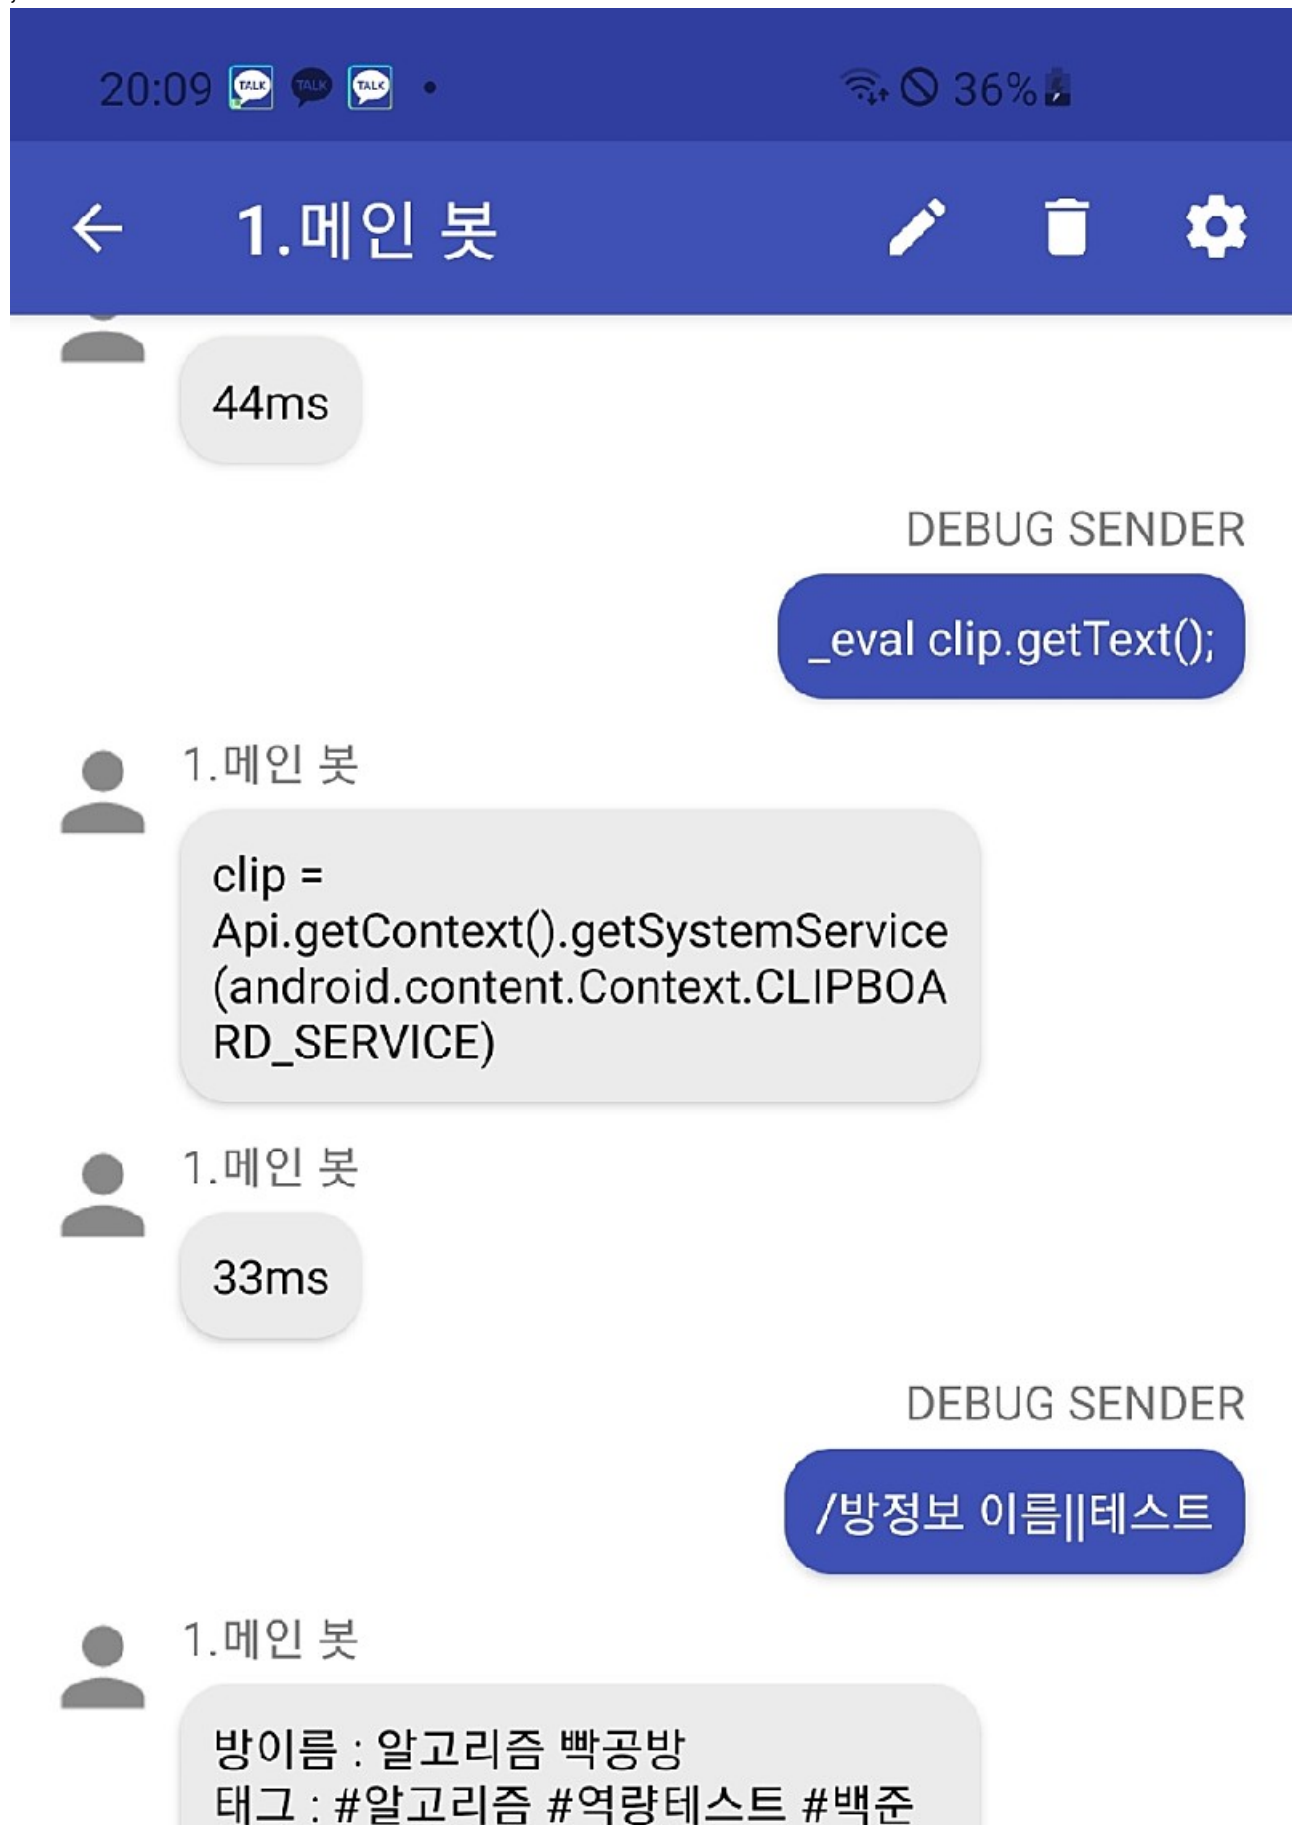 20:09 TALK TALK TALK 36%
1.메인 봇
44ms
DEBUG SENDER
_eval clip.getText();
1.메인 봇
clip =
Api.getContext().getSystemService
(android.content.Context.CLIPBOA
RD_SERVICE)
1.메인 봇
33ms
DEBUG SENDER
/방정보 이름||테스트
1.메인 봇
방이름 : 알고리즘 빡공방
태그 : #알고리즘 #역량테스트 #백준